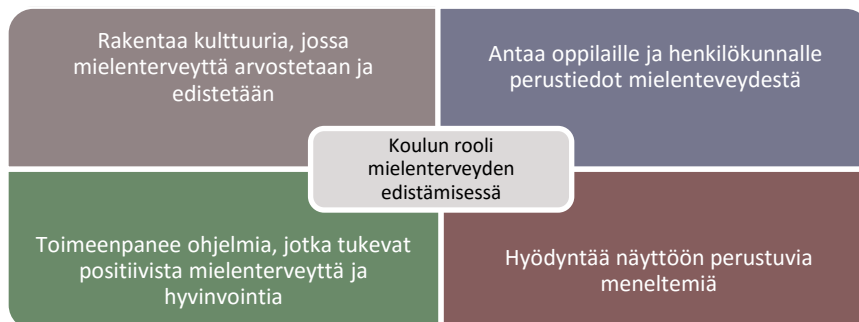 Rakentaa kulttuuria, jossa
mielenterveyttä arvostetaan ja
edistetään
Antaa oppilaille ja henkilökunnalle
perustiedot mielenteveydestä
Koulun rooli
mielenterveyden
edistämisessä
Toimeenpanee ohjelmia, jotka tukevat
positiivista mielenterveyttä ja
hyvinvointia
Hyödyntää näyttöön perustuvia
meneltemiä